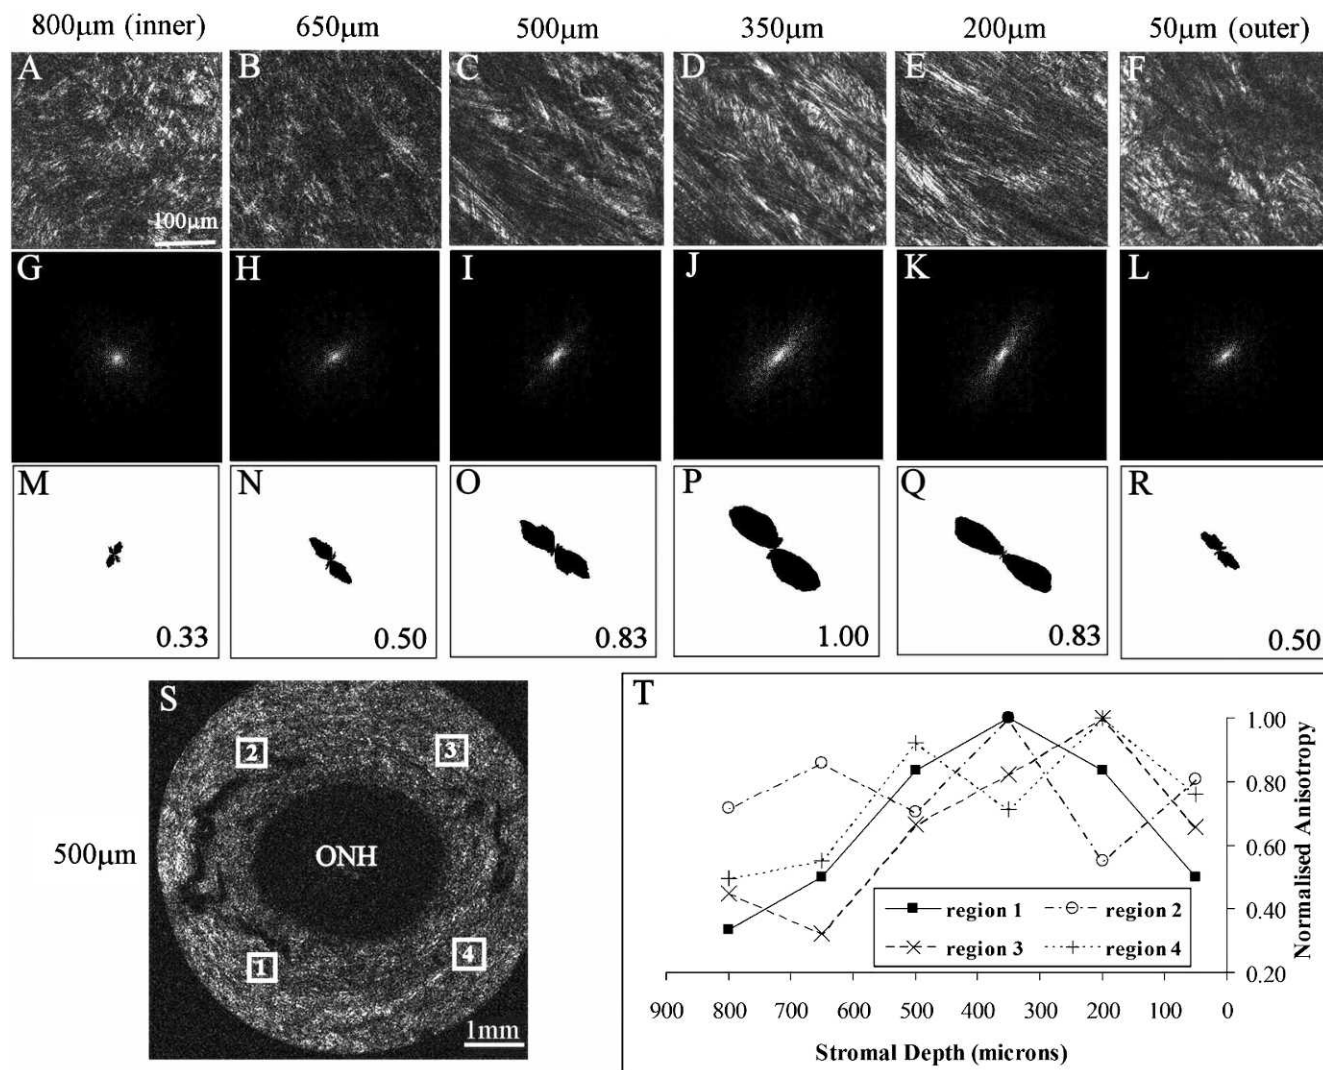 800μm (inner) 650μm 500μm 350μm 200μm 50μm (outer)
A B C D E F
100μm
G H I J K L
M N O P Q R
0.33 0.50 0.83 1.00 0.83 0.50
S T
2 3
500μm ONH
1 4
1mm
1.00
0.80
0.60
0.40
0.20
Normalised Anisotropy
region 1 region 2
region 3 region 4
900 800 700 600 500 400 300 200 100 0
Stromal Depth (microns)